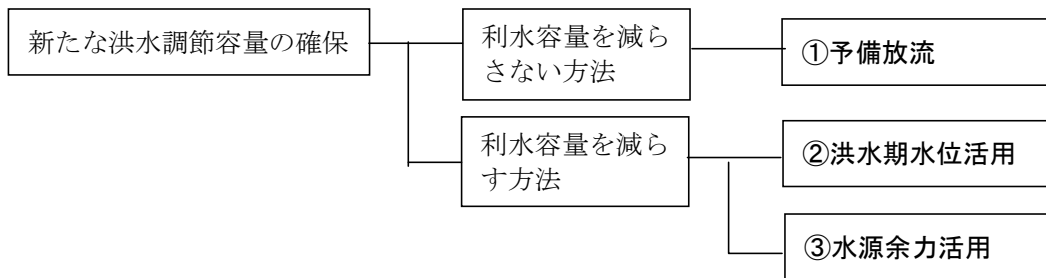 新たな洪水調節容量の確保
利水容量を減ら
さない方法
①予備放流
利水容量を減ら
す方法
②洪水期水位活用
③水源余力活用